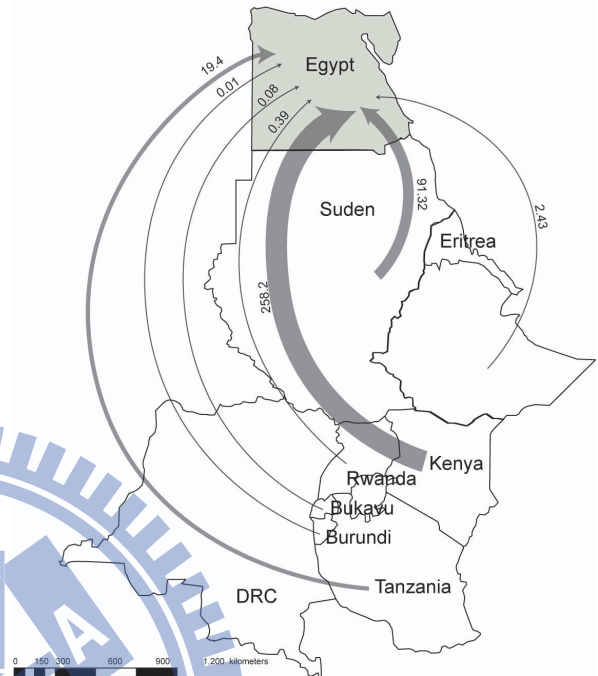 19.4
0.01
0.08
0.39
Egypt
91.32
2.43
Suden
Eritrea
258.2
Kenya
Rwanda
Bukavu
Burundi
Tanzania
DRC
A
0 150 300 600 900 1,200 kilometers